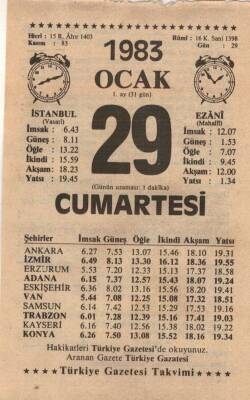 Hicrî : 15 R. Âhır 1403
Kasım : 83
Rûmî : 16 K. Sani 1398
Gün : 29
1983
OCAK
1. ay (31 gün)
İSTANBUL
(Vasatî)
İmsak : 6.43
Güneş : 8.11
Öğle : 13.22
İkindi : 15.59
Akşam : 18.23
Yatsı : 19.45
29
EZÂNÎ
(Mahallî)
İmsak : 12.07
Güneş : 1.53
Öğle : 7.07
İkindi : 9.45
Akşam : 12.00
Yatsı : 1.34
(Günün uzaması: 3 dakika)
CUMARTESİ
Şehirler İmsak Güneş Öğle İkindi Akşam Yatsı
ANKARA 6.27 7.53 13.07 15.46 18.10 19.31
İZMİR 6.49 8.13 13.30 16.12 18.36 19.55
ERZURUM 5.53 7.20 12.33 15.13 17.37 18.58
ADANA 6.15 7.37 12.57 15.43 18.07 19.24
ESKİŞEHİR 6.36 8.02 13.16 15.56 18.20 19.41
VAN 5.44 7.08 12.25 15.08 17.32 18.51
SAMSUN 6.14 7.42 12.53 15.29 17.53 19.16
TRABZON 6.01 7.28 12.39 15.16 17.41 19.03
KAYSERİ 6.16 7.40 12.56 15.38 18.02 19.22
KONYA 6.26 7.50 13.08 15.52 18.16 19.34
Hakikatleri Türkiye Gazetesi'de okuyunuz.
Aranan Gazete Türkiye Gazatesi
Türkiye Gazetesi Takvimi